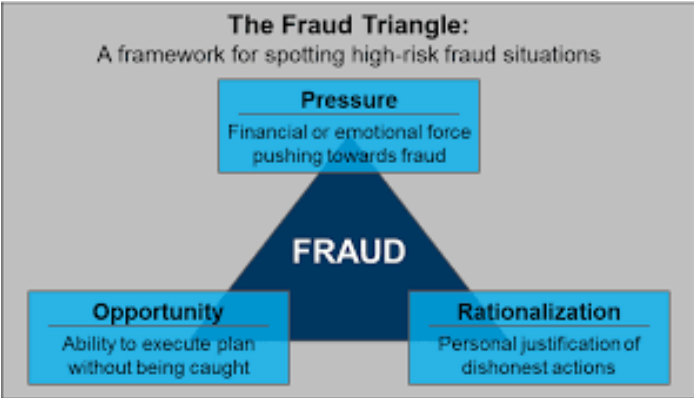 The Fraud Triangle:
A framework for spotting high-risk fraud situations
Pressure
Financial or emotional force
pushing towards fraud
FRAUD
Opportunity
Ability to execute plan
without being caught
Rationalization
Personal justification of
dishonest actions